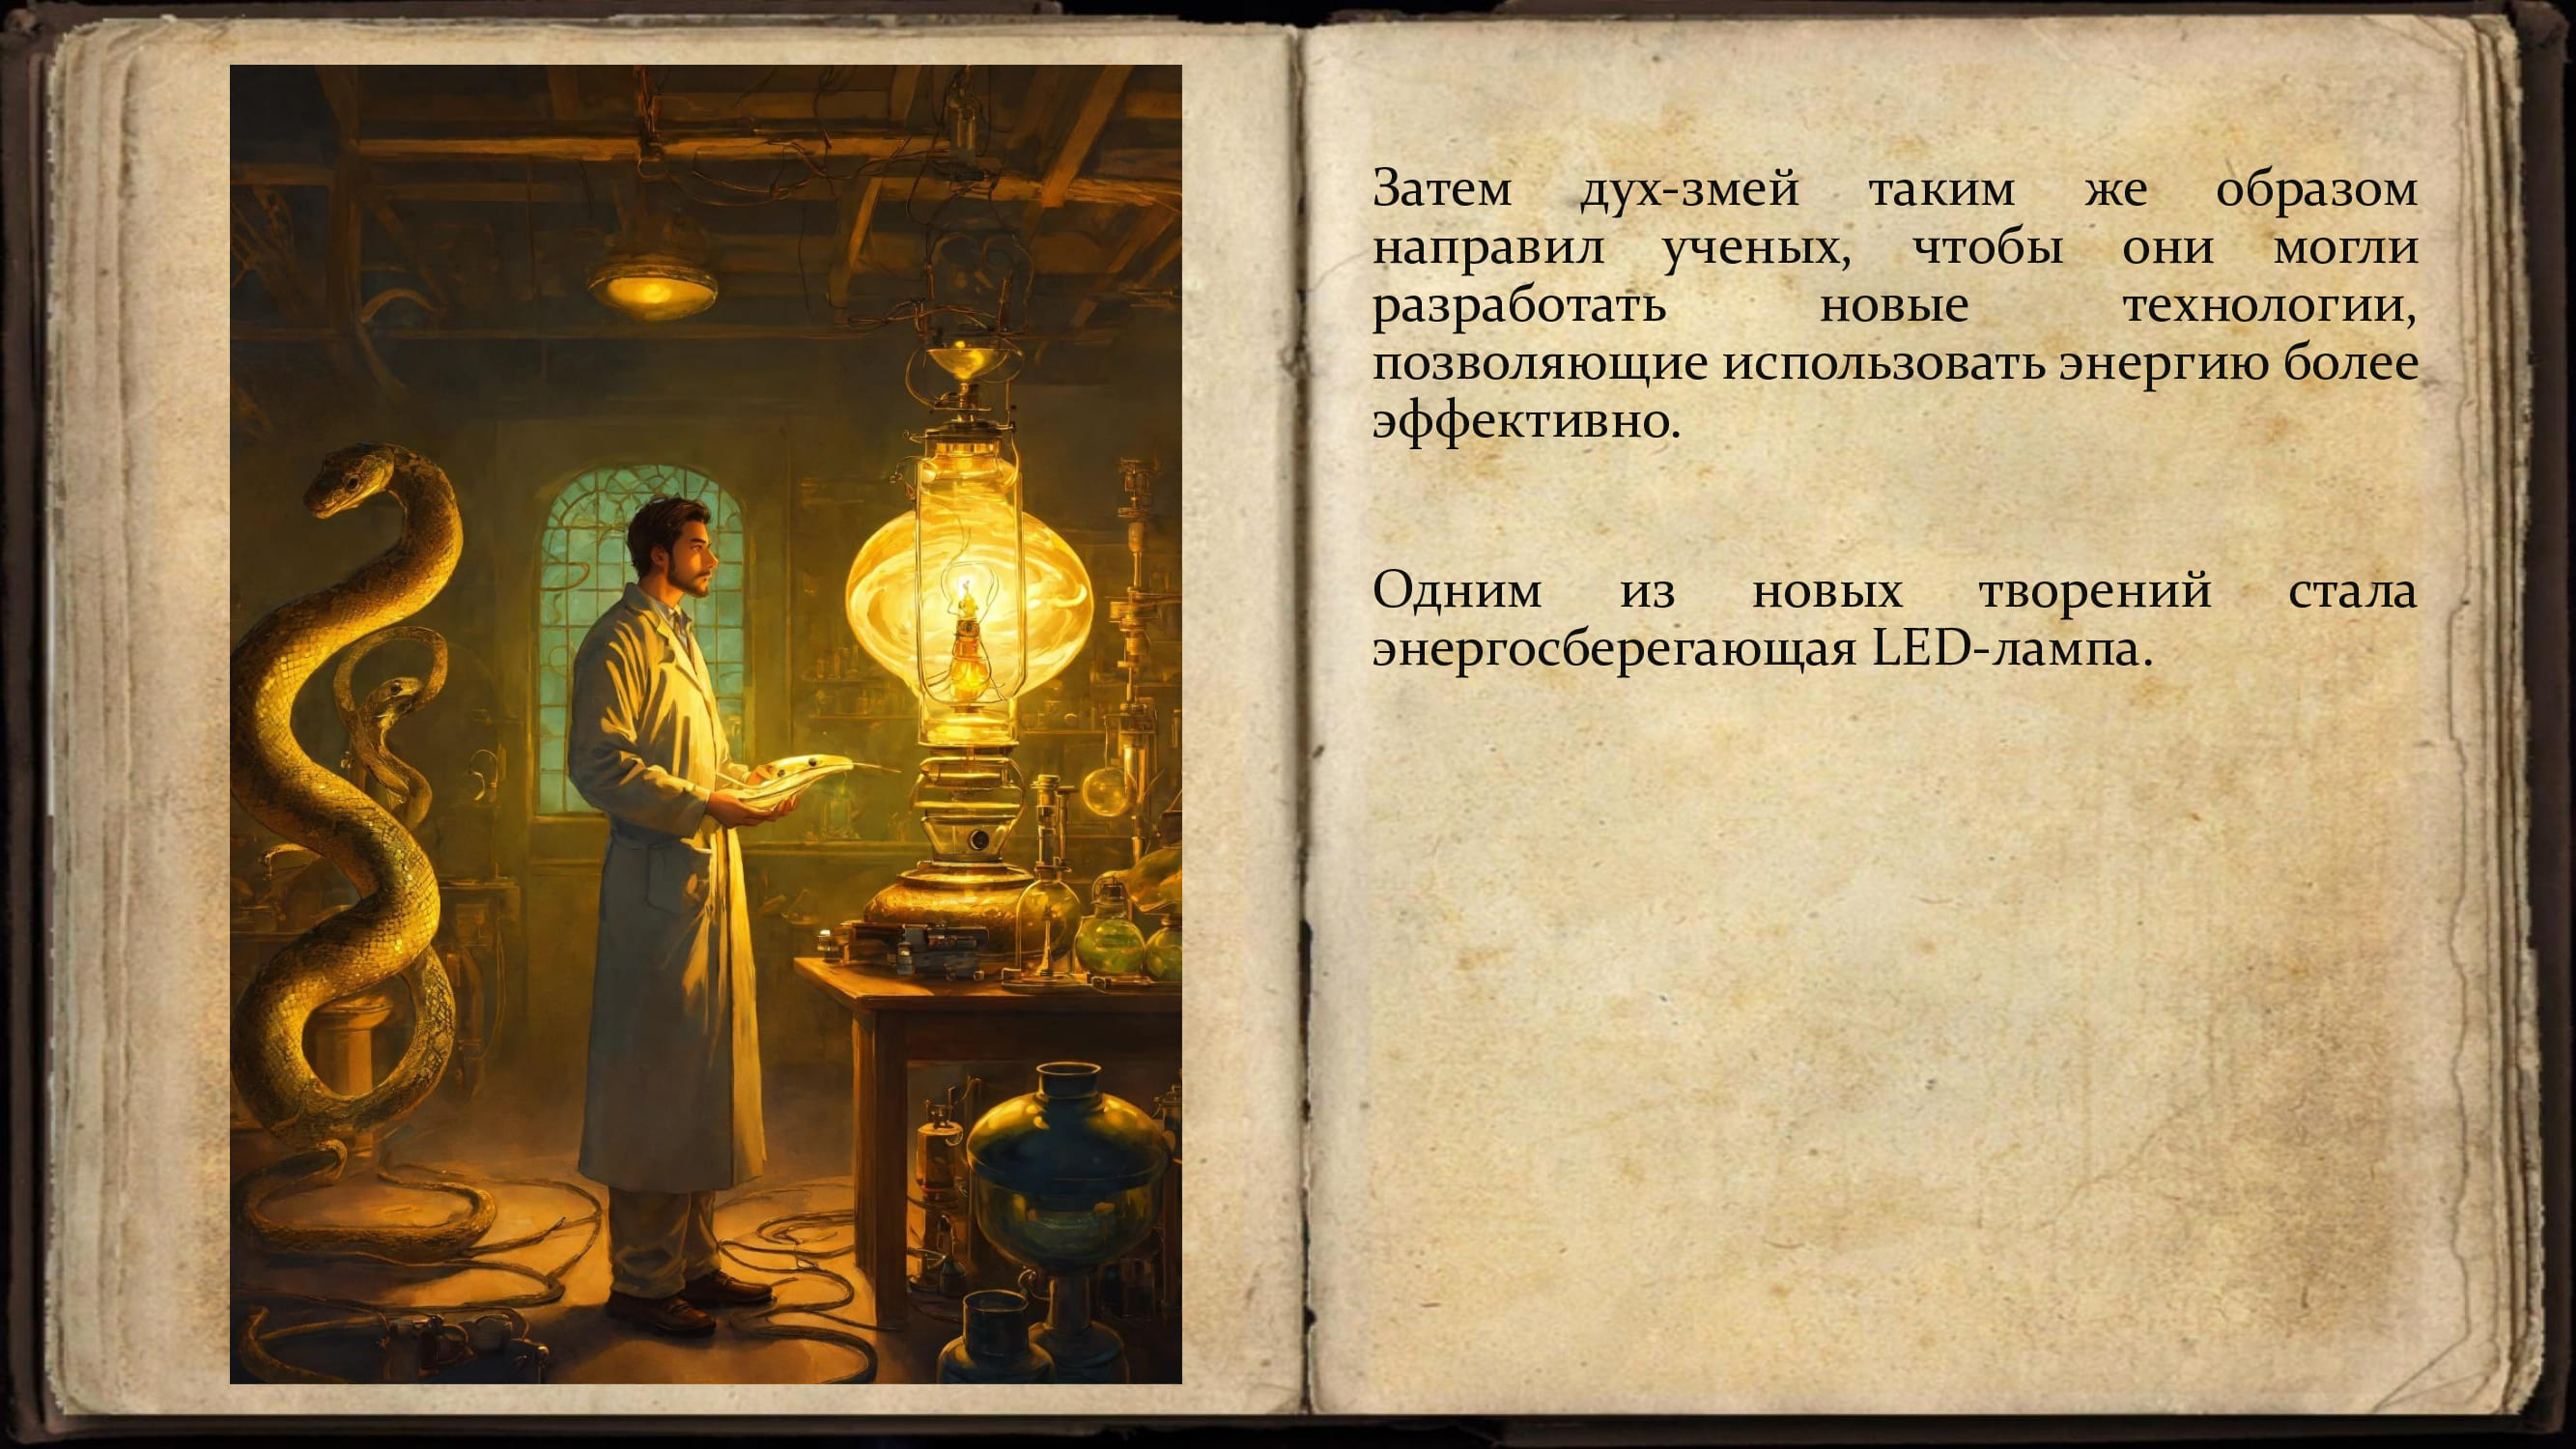 Затем дух-змей таким же образом
направил ученых, чтобы они могли
разработать новые технологии,
позволяющие использовать энергию более
эффективно.
Одним из новых творений стала
энергосберегающая LED-лампа.